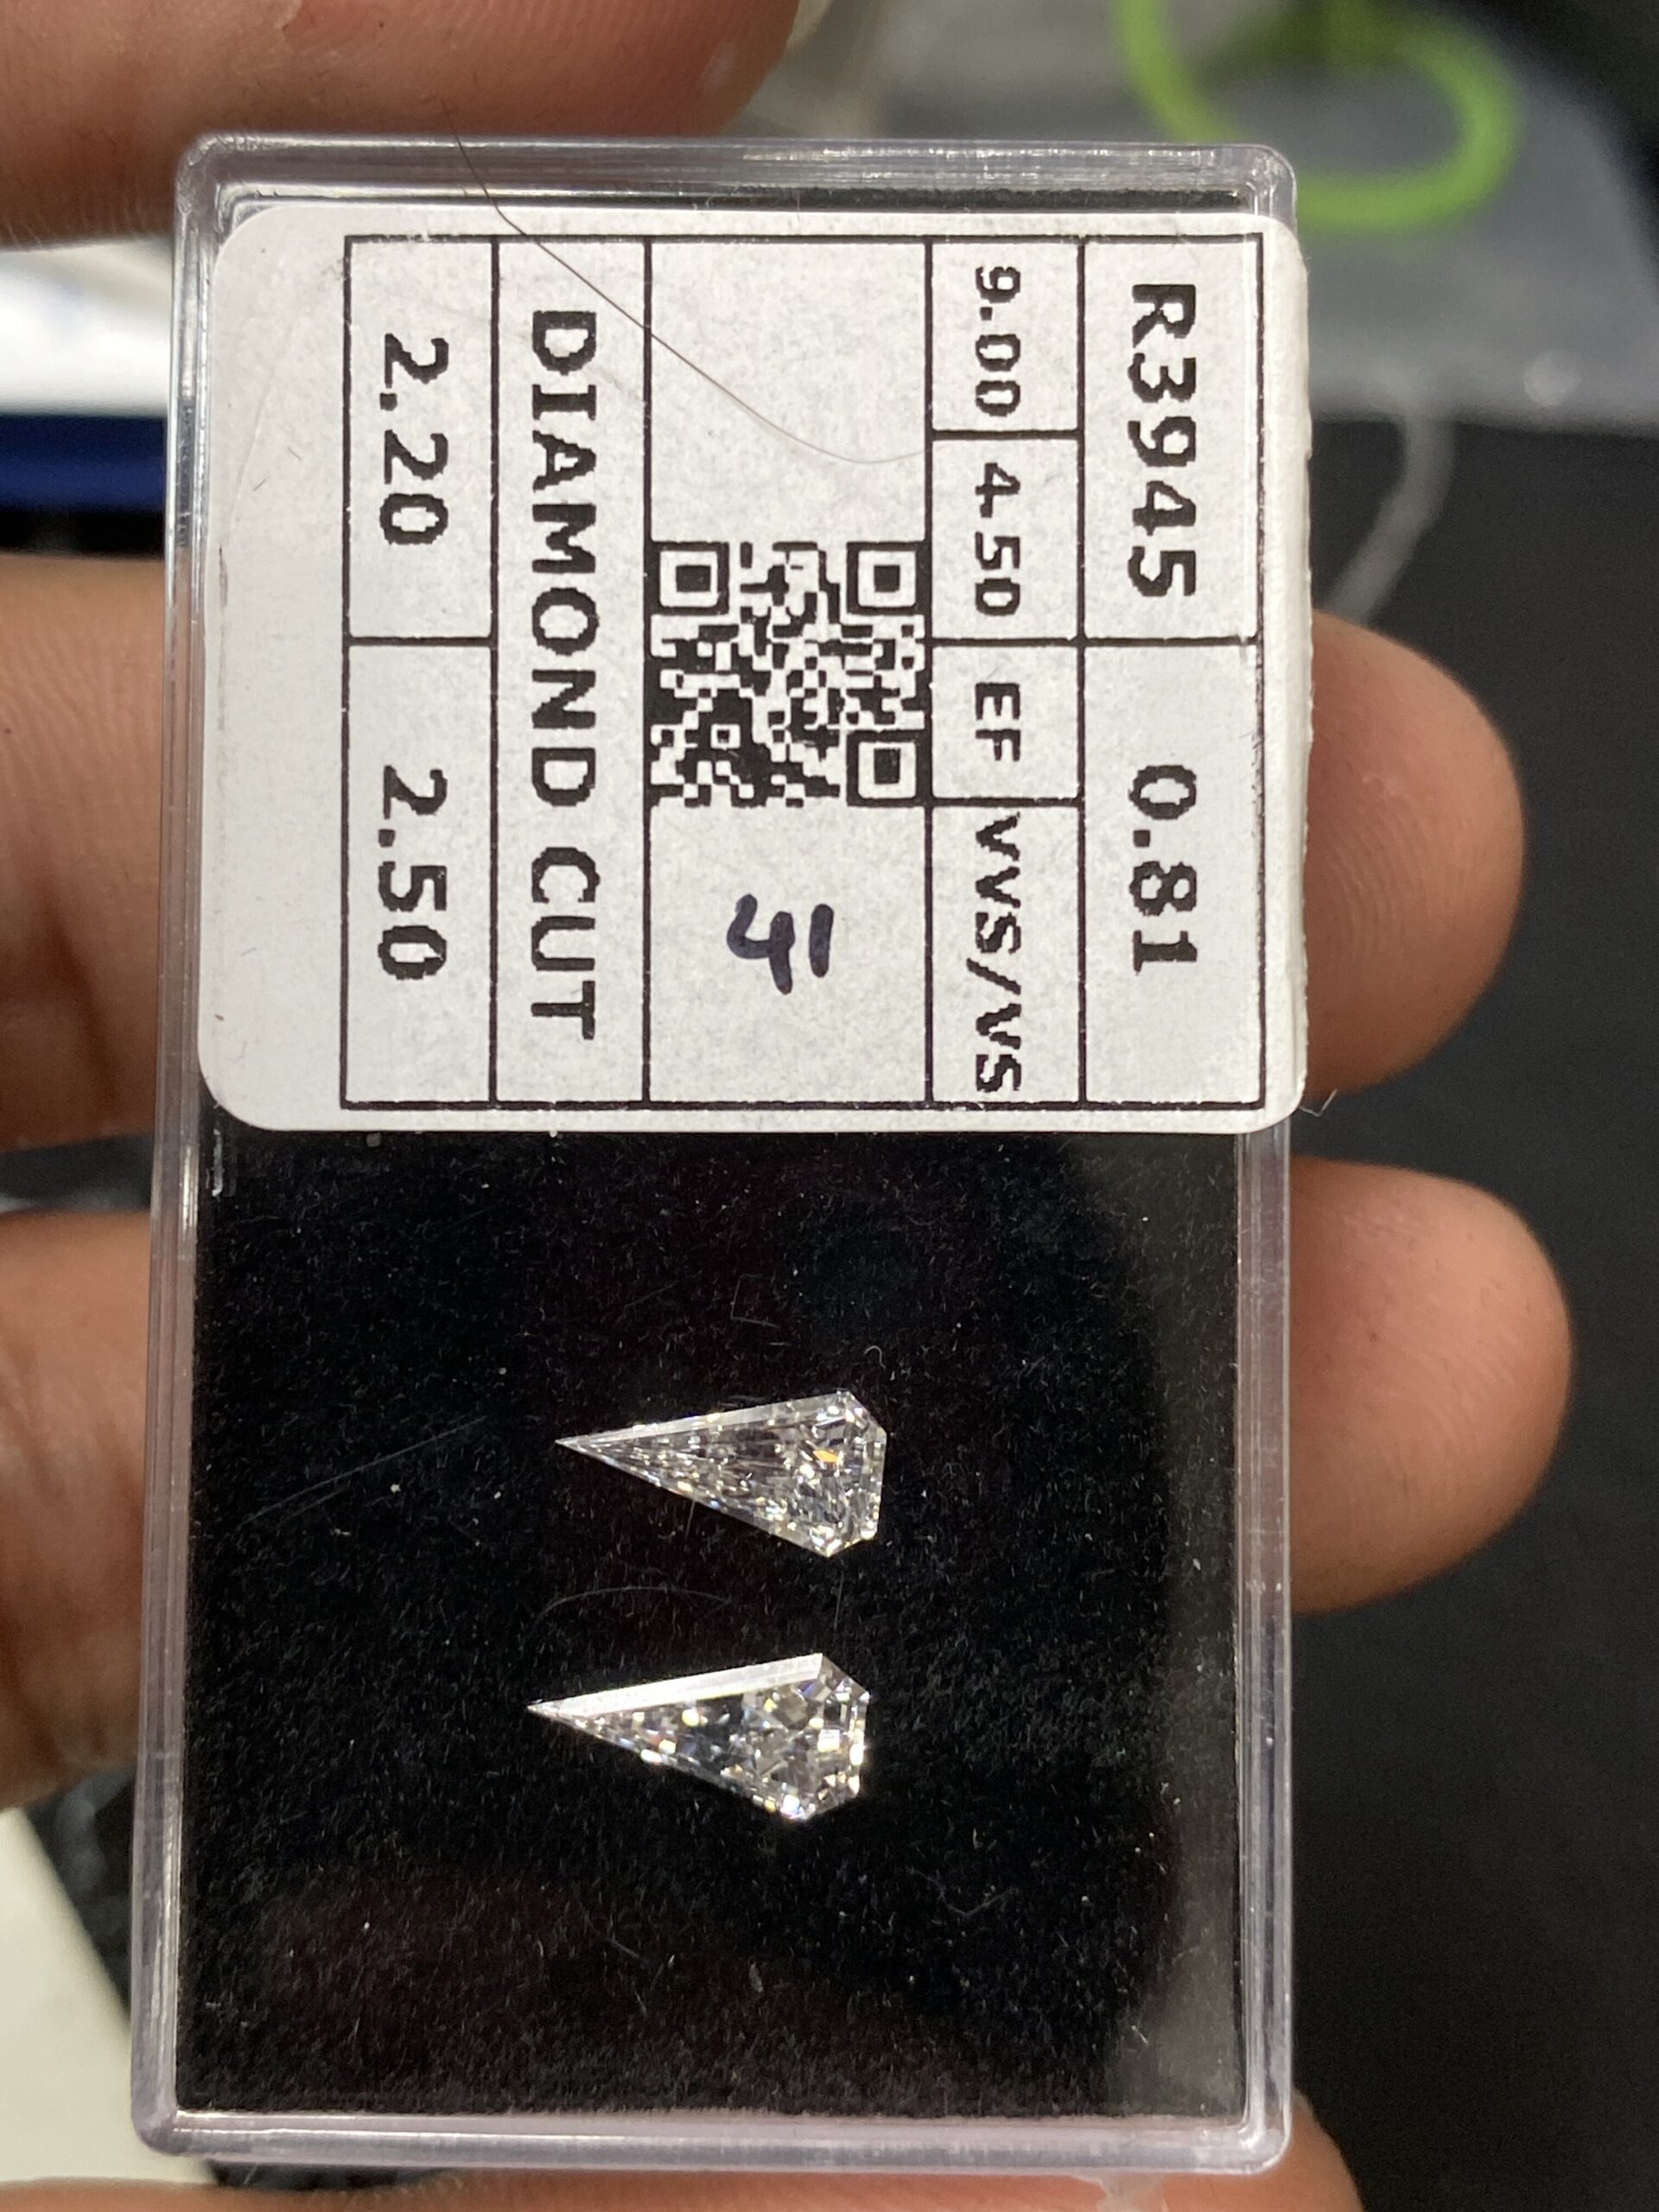 R3945 0.81
9.00 4.50 EF VVS/VS
41
DIAMOND CUT
2.20 2.50